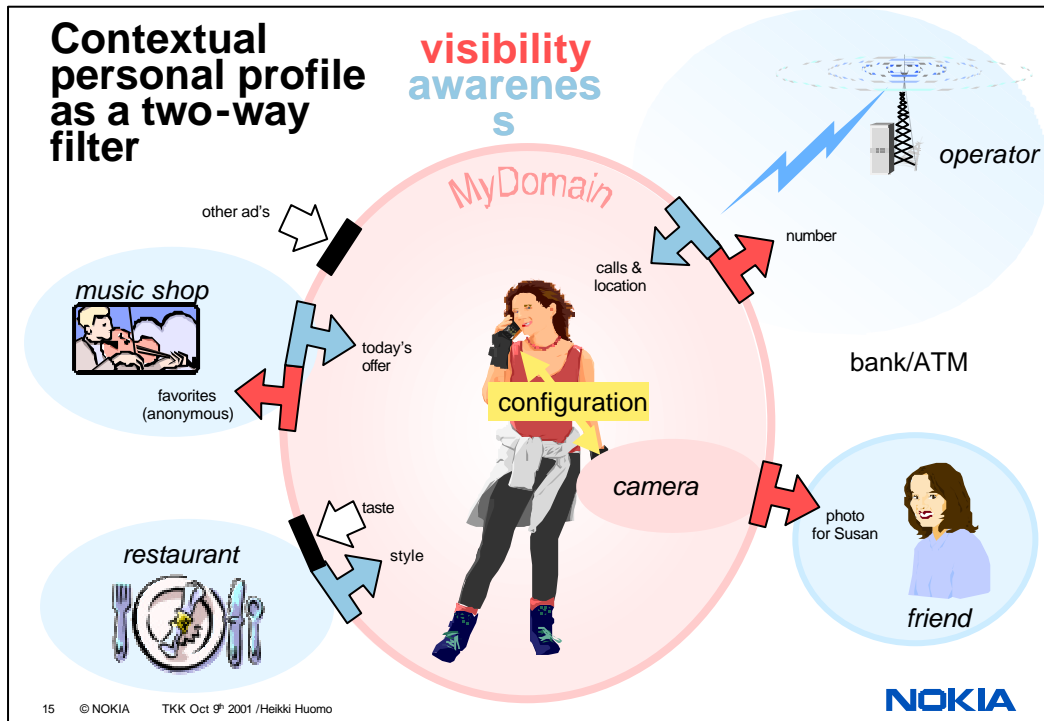 Contextual
personal profile
as a two-way
filter
visibility
awarenes
s
MyDomain
operator
other ad's
number
calls &
location
music shop
today's
offer
favorites
(anonymous)
bank/ATM
configuration
camera
taste
style
restaurant
photo
for Susan
friend
15 © NOKIA TKK Oct 9th 2001 /Heikki Huomo
NOKIA